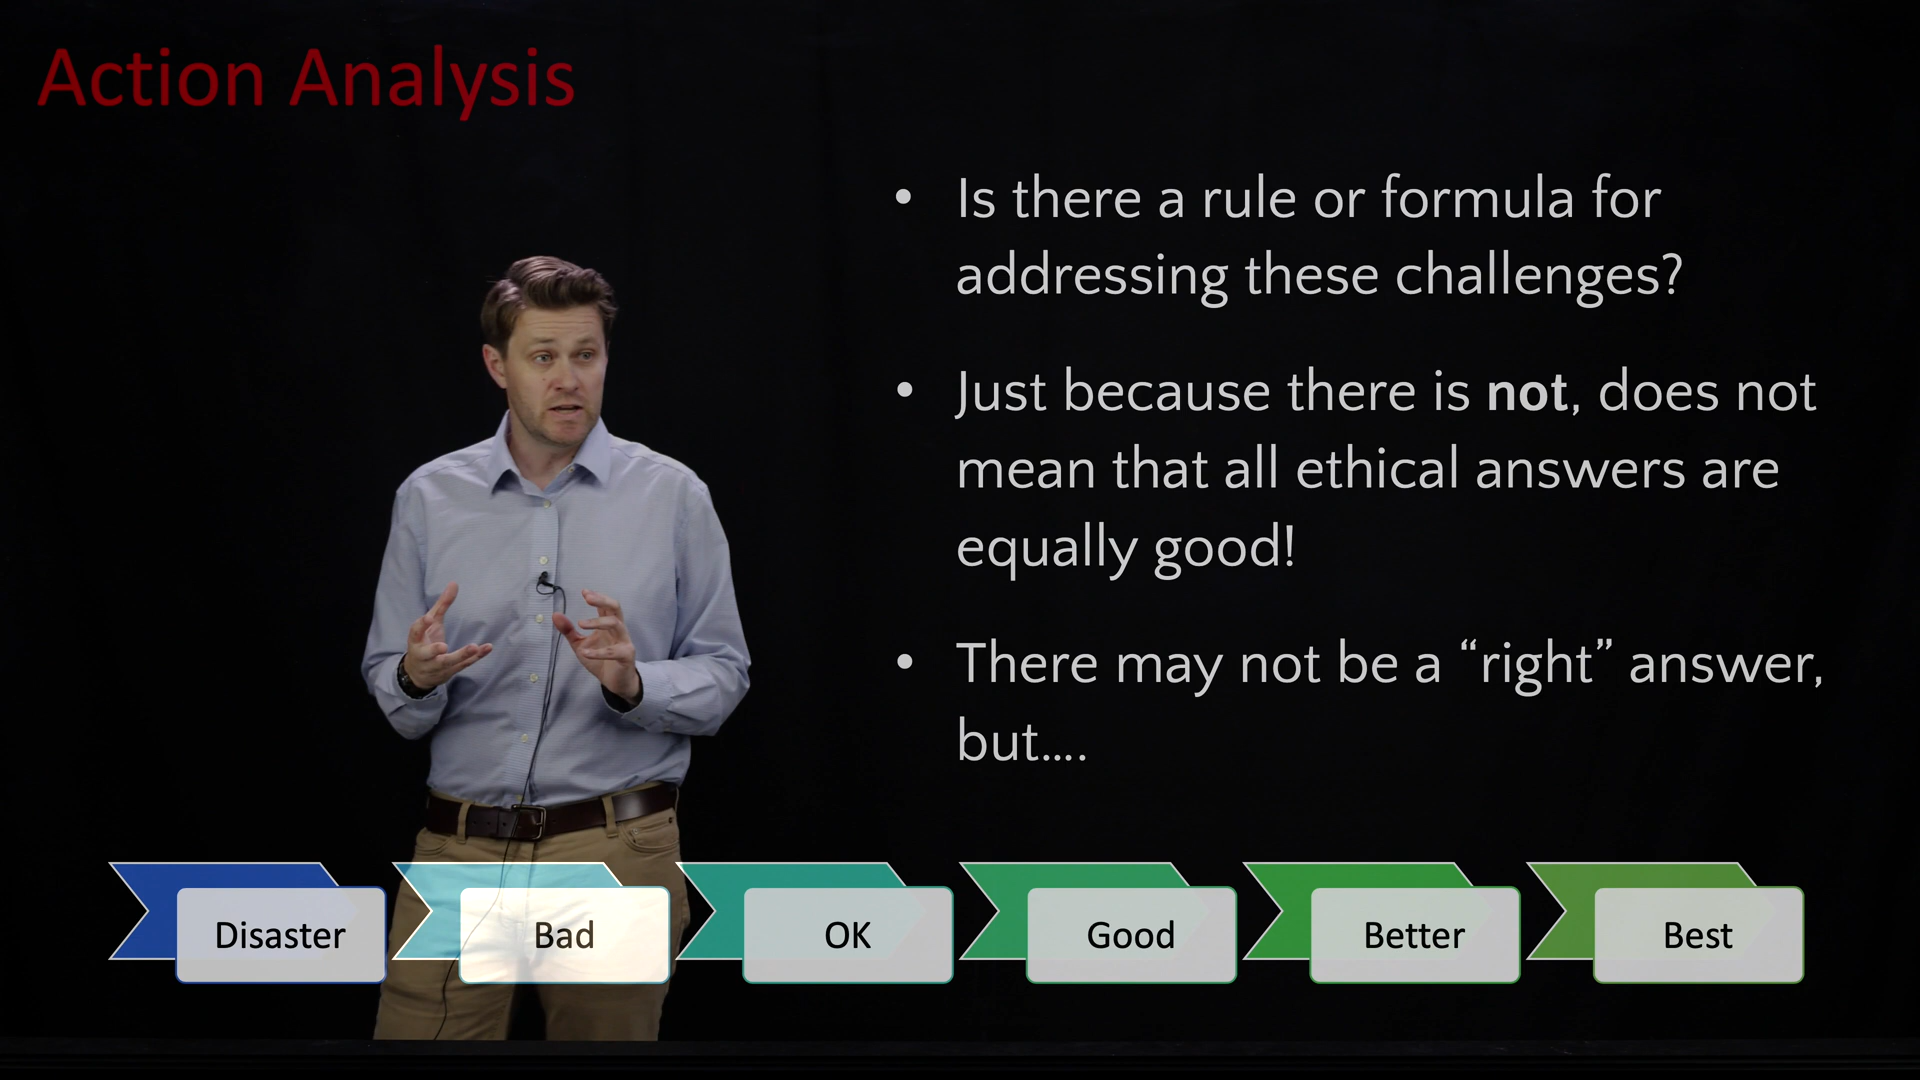 Action Analysis
• Is there a rule or formula for
addressing these challenges?
• Just because there is not, does not
mean that all ethical answers are
equally good!
• There may not be a “right” answer,
but....
Disaster
Bad
OK
Good
Better
Best